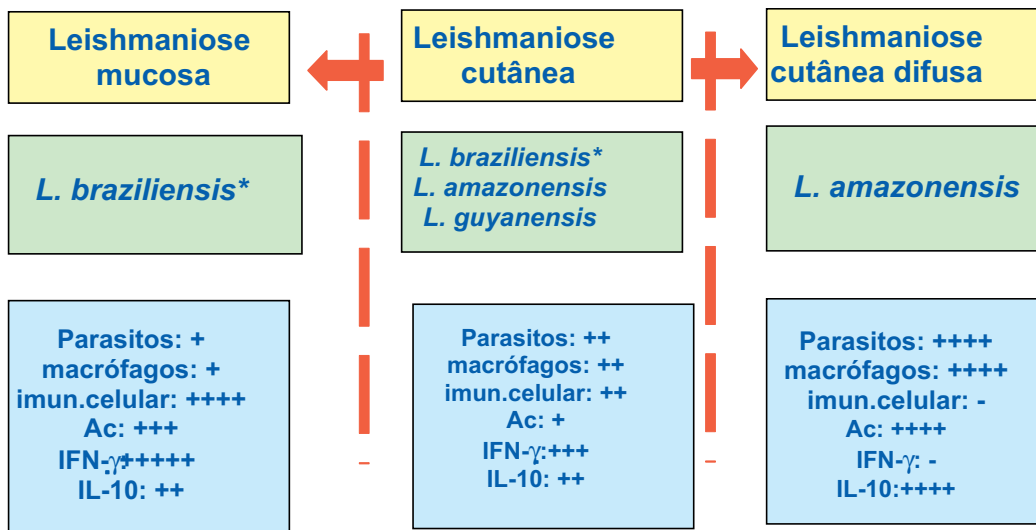 Leishmaniose
mucosa
Leishmaniose
cutânea
Leishmaniose
cutânea difusa
L. braziliensis*
L. braziliensis*
L. amazonensis
L. guyanensis
L. amazonensis
Parasitos: +
macrófagos: +
imun.celular: ++++
Ac: +++
IFN-γ:+++++
IL-10: ++
Parasitos: ++
macrófagos: ++
imun.celular: ++
Ac: +
IFN-γ:+++
IL-10: ++
Parasitos: ++++
macrófagos: ++++
imun.celular: -
Ac: ++++
IFN-γ: -
IL-10:++++